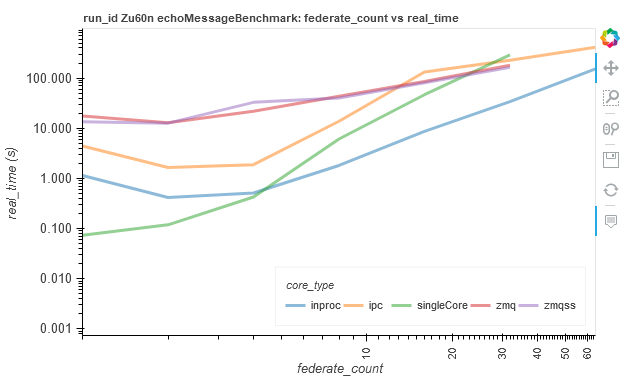 run_id Zu60n echoMessageBenchmark: federate_count vs real_time
real_time (s)
100.000
10.000
1.000
0.100
0.010
0.001
core_type
inproc ipc singleCore zmq zmqss
10 20 30 40 50 60
federate_count